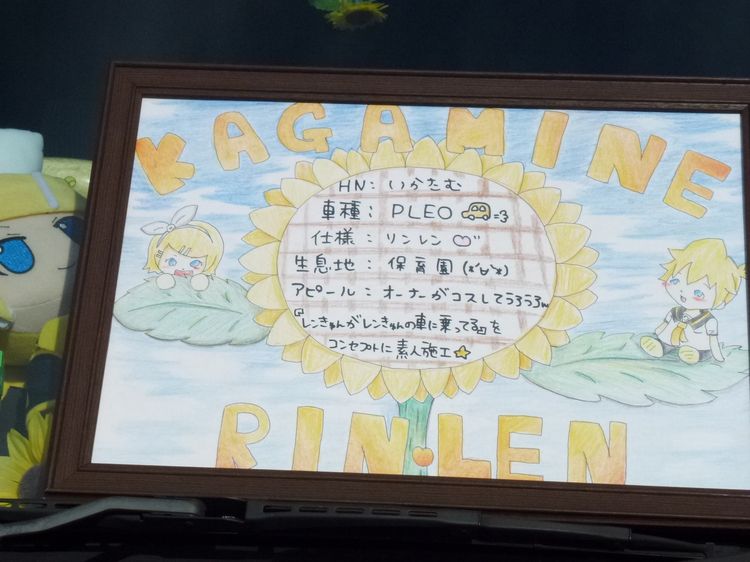 KAGAMINE
HN: いらたむ
車種: PLEO =3
仕様: リンレン
生息地: 保育園(*'ㅂ'*)
アピール: オーナーがコスしてうろうろw
『レンきゅんがレンきゅんの車に乗ってる』を
コンセプトに素人施工☆
RIN LEN